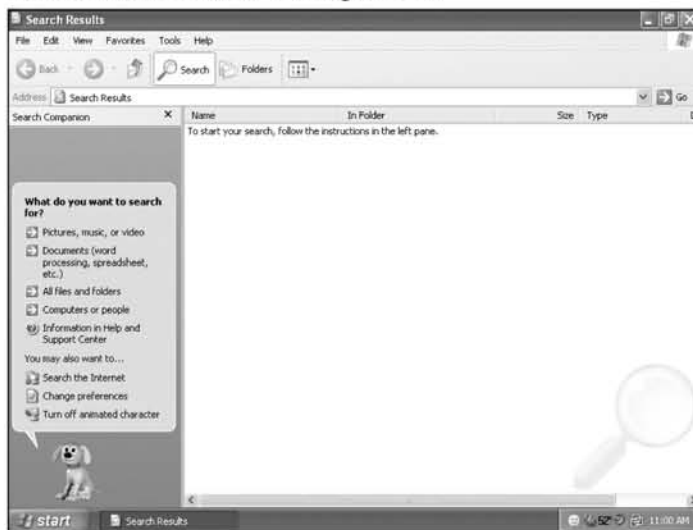 Search Results
File Edit View Favorites Tools Help
Back Search Folders
Address Search Results Go
Search Companion
Name In Folder Size Type
To start your search, follow the instructions in the left pane.
What do you want to search
for?
Pictures, music, or video
Documents (word
processing, spreadsheet,
etc.)
All files and folders
Computers or people
Information in Help and
Support Center
You may also want to...
Search the Internet
Change preferences
Turn off animated character
start Search Results 11:00 AM